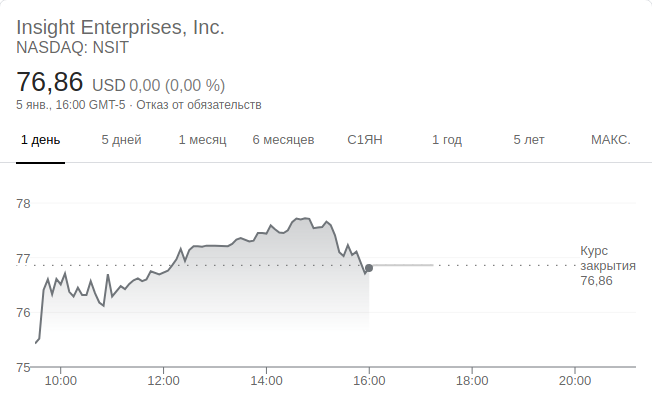 Insight Enterprises, Inc.
NASDAQ: NSIT
76,86 USD 0,00 (0,00 %)
5 янв., 16:00 GMT-5 · Отказ от обязательств
1 день 5 дней 1 месяц 6 месяцев С1ЯН 1 год 5 лет МАКС.
78
77
76
75
Курс
закрытия
76,86
10:00 12:00 14:00 16:00 18:00 20:00